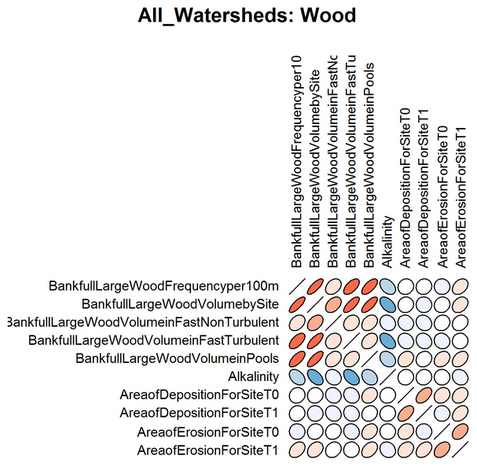 All_Watersheds: Wood
BankfullLargeWoodFrequencyper10
BankfullLargeWoodVolumebySite
BankfullLargeWoodVolumeinFastNo
BankfullLargeWoodVolumeinFastTu
BankfullLargeWoodVolumeinPools
Alkalinity
AreaofDepositionForSiteT0
AreaofDepositionForSiteT1
AreaofErosionForSiteT0
AreaofErosionForSiteT1
BankfullLargeWoodFrequencyper100m
BankfullLargeWoodVolumebySite
BankfullLargeWoodVolumeinFastNonTurbulent
BankfullLargeWoodVolumeinFastTurbulent
BankfullLargeWoodVolumeinPools
Alkalinity
AreaofDepositionForSiteT0
AreaofDepositionForSiteT1
AreaofErosionForSiteT0
AreaofErosionForSiteT1